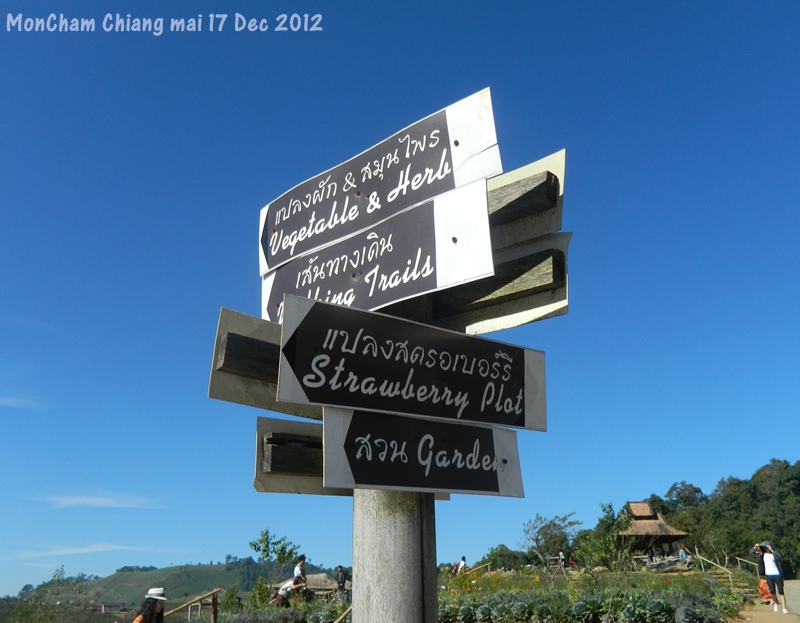 MonCham Chiang mai 17 Dec 2012
แปลงผัก & สมุนไพร
Vegetable & Herb
เส้นทางเดิน
Trails
แปลงสตรอเบอร์รี
Strawberry Plot
สวน Garden